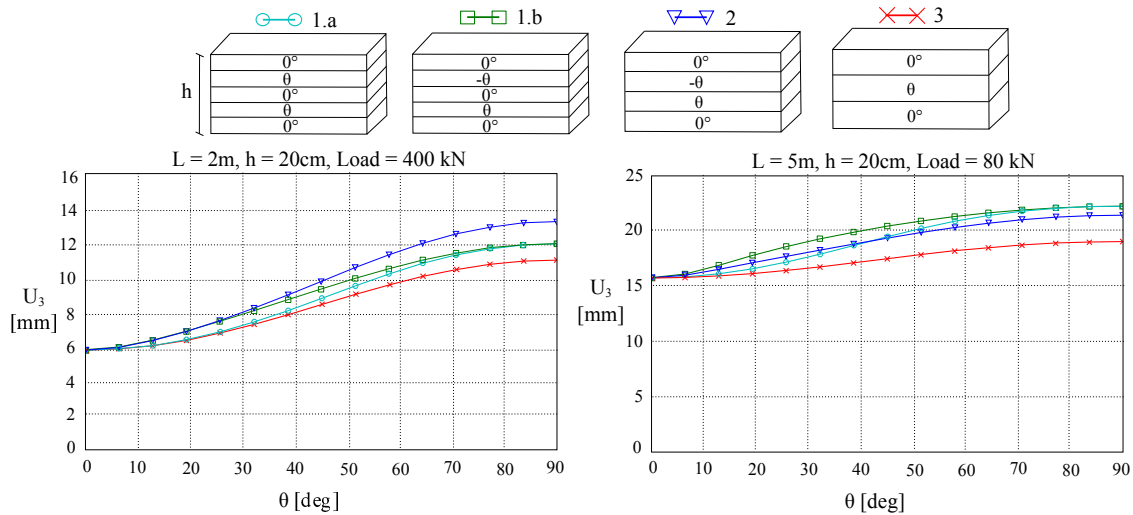 1.a 1.b 2 3
h
0°
θ
0°
θ
0°
0°
-θ
0°
θ
0°
0°
-θ
θ
0°
0°
θ
0°
L = 2m, h = 20cm, Load = 400 kN
16
14
12
10
8
6
4
2
0
U3
[mm]
0 10 20 30 40 50 60 70 80 90
θ [deg]
L = 5m, h = 20cm, Load = 80 kN
25
20
15
10
5
0
U3
[mm]
0 10 20 30 40 50 60 70 80 90
θ [deg]